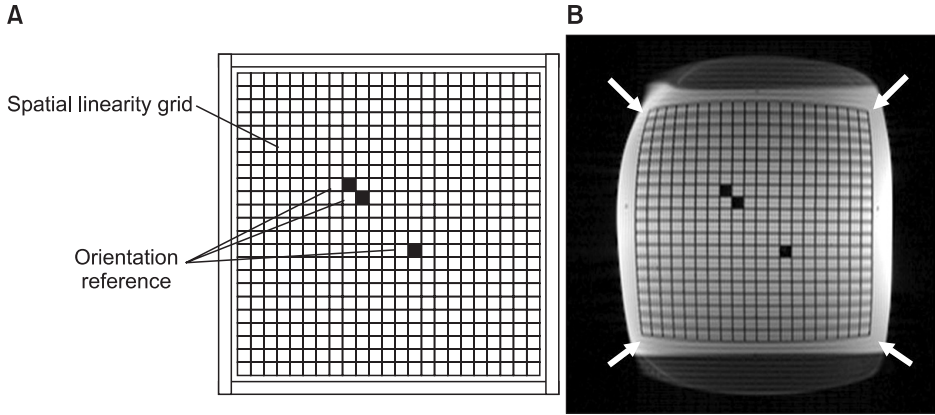 A
B
Spatial linearity grid
Orientation
reference